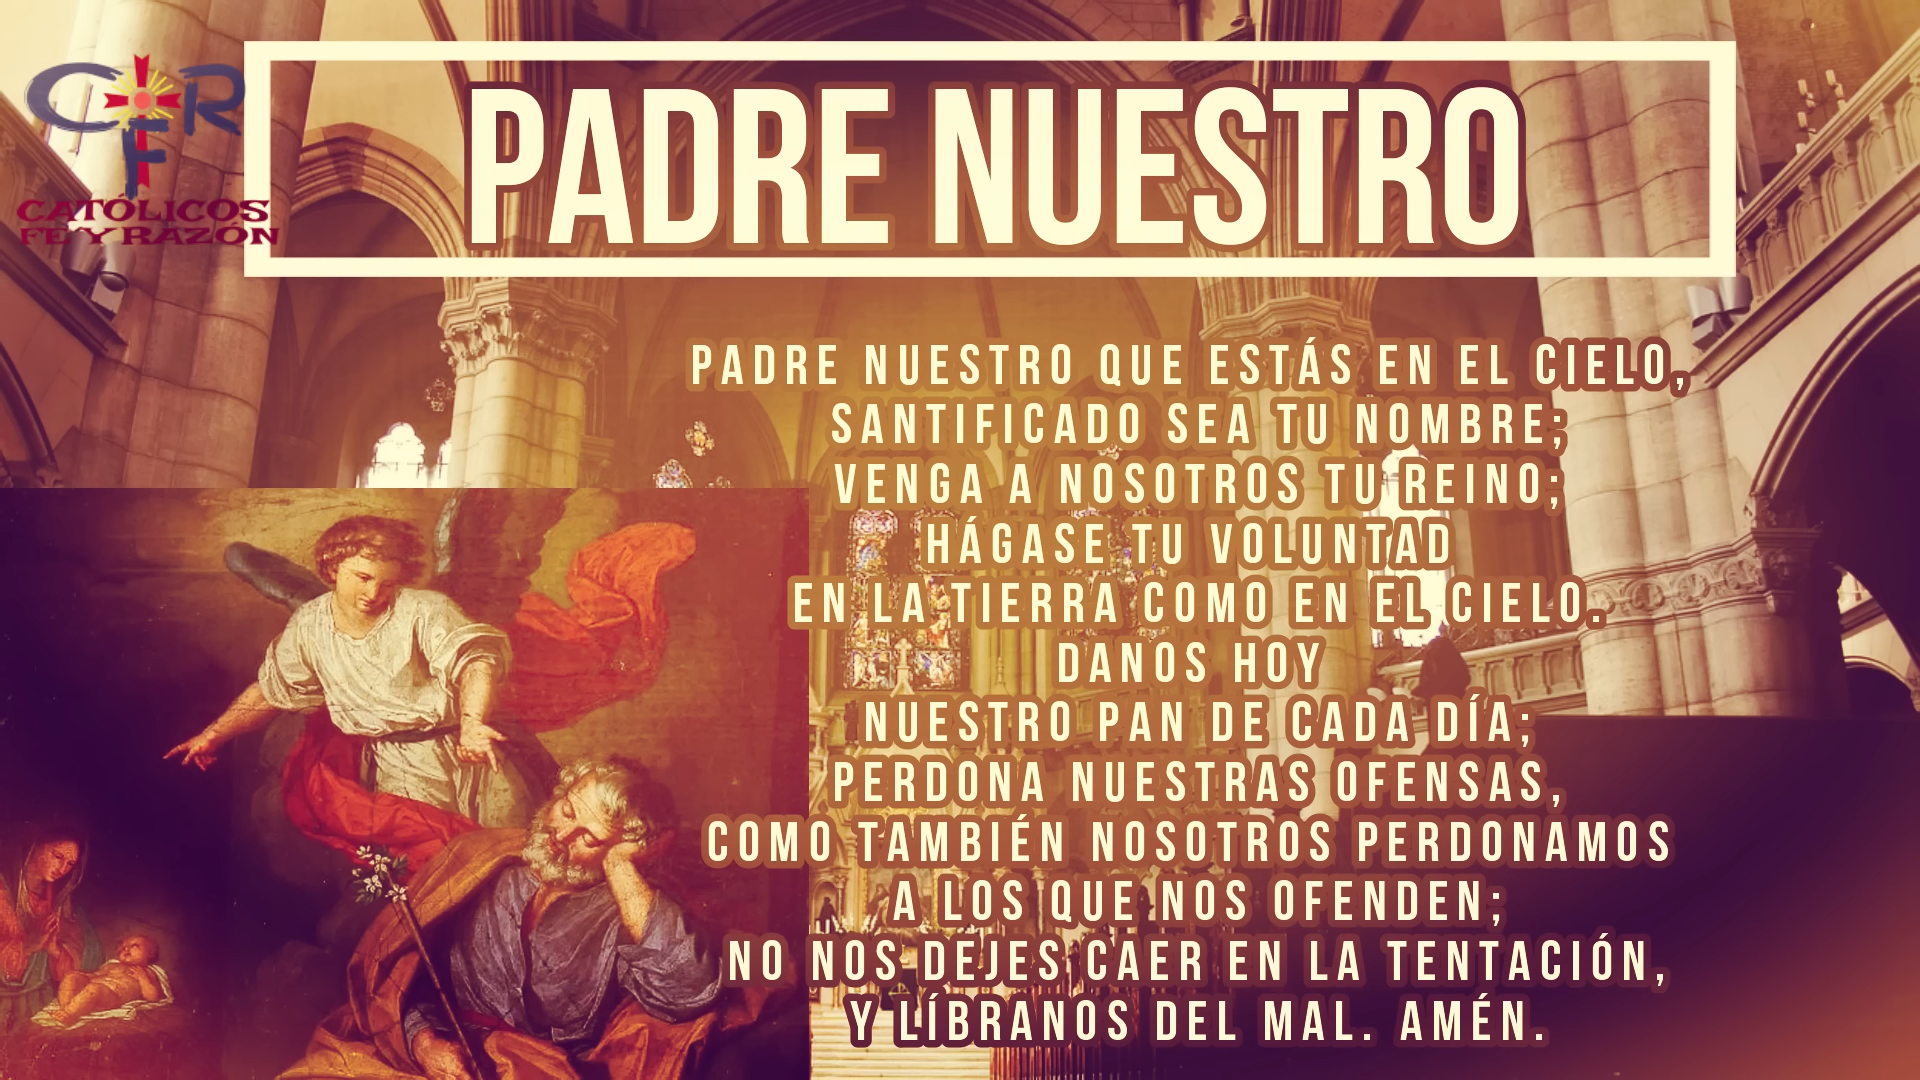 CFR
CATÓLICOS
FE Y RAZÓN
PADRE NUESTRO
PADRE NUESTRO QUE ESTÁS EN EL CIELO,
SANTIFICADO SEA TU NOMBRE;
VENGA A NOSOTROS TU REINO;
HÁGASE TU VOLUNTAD
EN LA TIERRA COMO EN EL CIELO.
DANOS HOY
NUESTRO PAN DE CADA DÍA;
PERDONA NUESTRAS OFENSAS,
COMO TAMBIÉN NOSOTROS PERDONAMOS
A LOS QUE NOS OFENDEN;
NO NOS DEJES CAER EN LA TENTACIÓN,
Y LÍBRANOS DEL MAL. AMÉN.